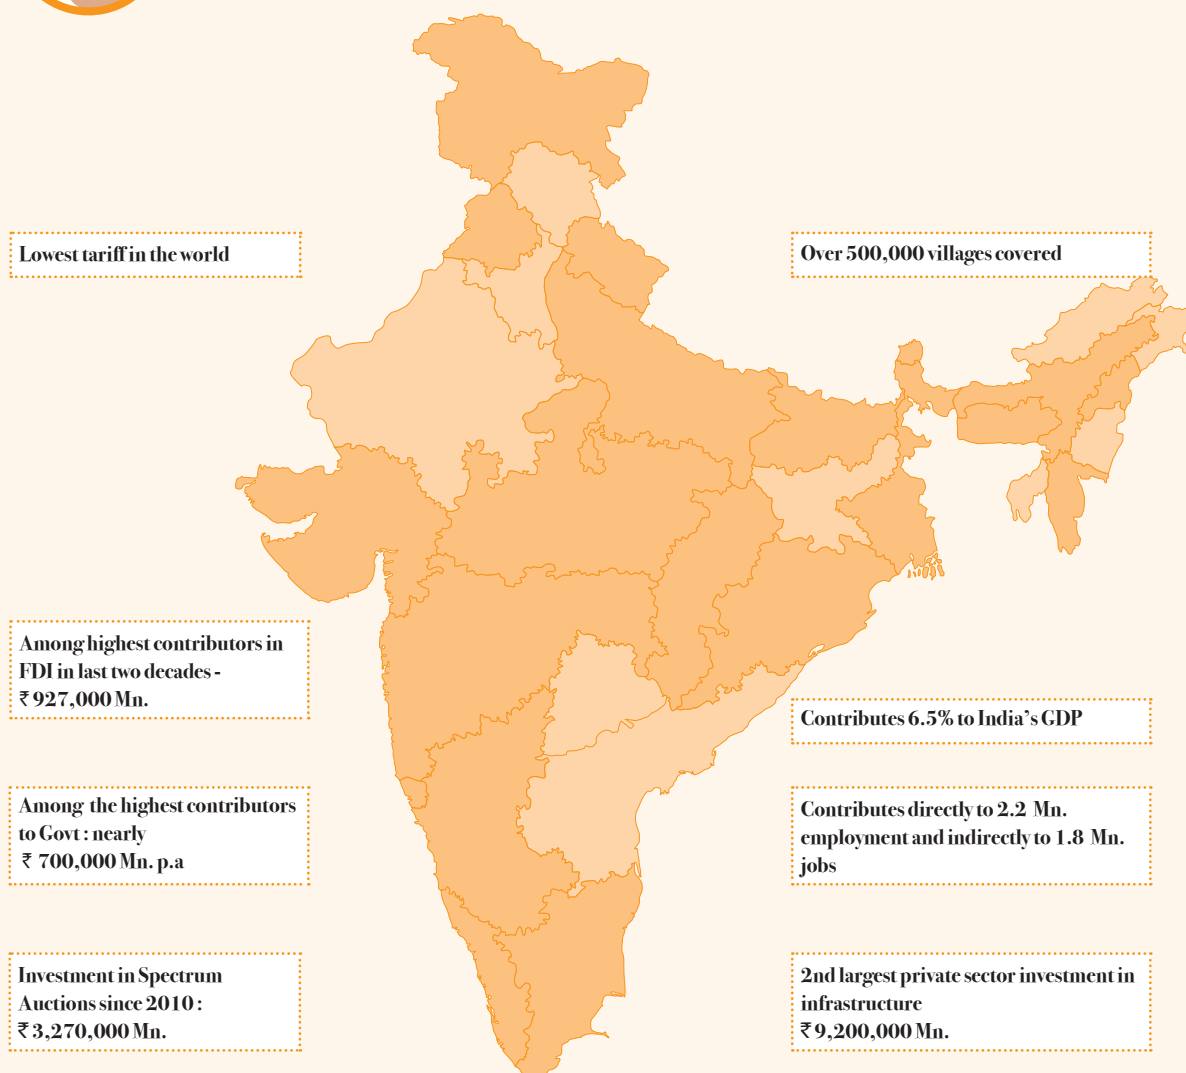 Lowest tariff in the world
Over 500,000 villages covered
Among highest contributors in
FDI in last two decades -
₹ 927,000 Mn.
Contributes 6.5% to India's GDP
Among the highest contributors
to Govt : nearly
₹ 700,000 Mn. p.a
Contributes directly to 2.2 Mn.
employment and indirectly to 1.8 Mn.
jobs
Investment in Spectrum
Auctions since 2010 :
₹ 3,270,000 Mn.
2nd largest private sector investment in
infrastructure
₹ 9,200,000 Mn.